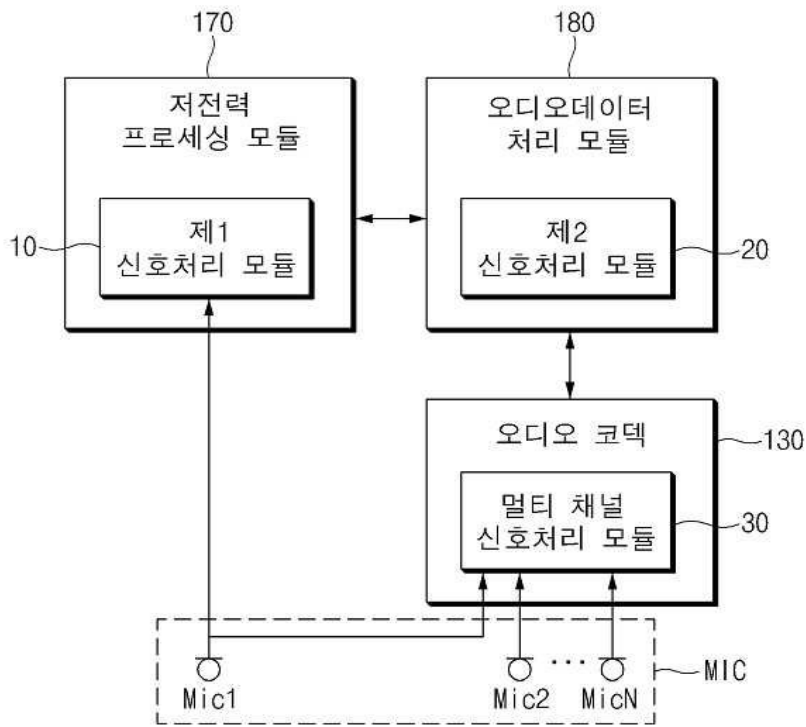 170
180
저전력
프로세싱 모듈
오디오데이터
처리 모듈
10
제1
신호처리 모듈
제2
신호처리 모듈
20
오디오 코덱
130
멀티 채널
신호처리 모듈
30
Mic1
Mic2
···
MicN
MIC